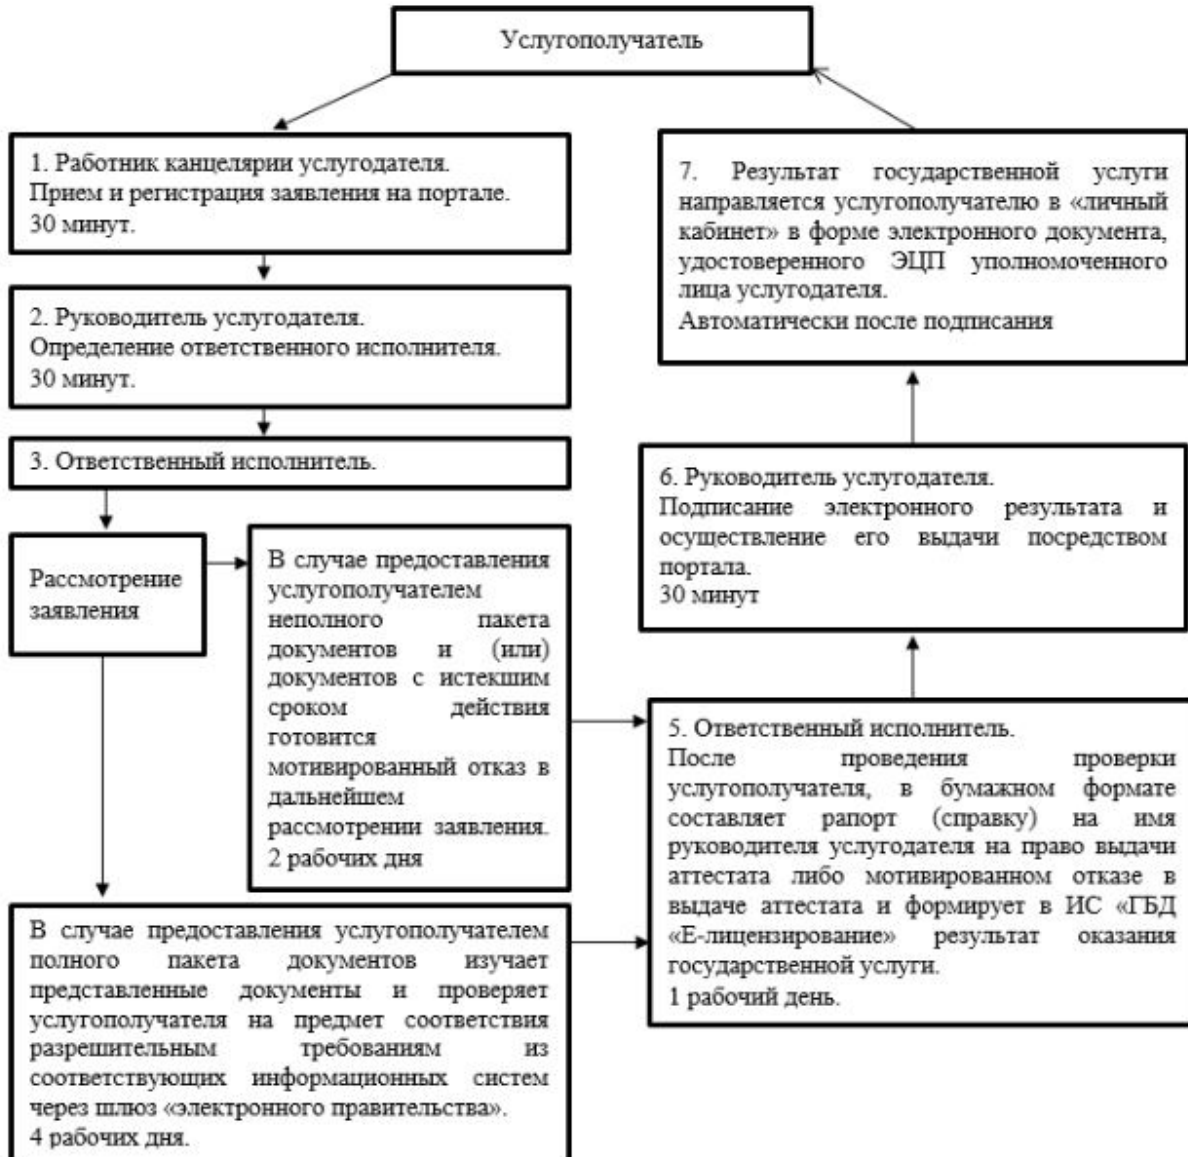 Услугополучатель
1. Работник канцелярии услугодателя.
Прием и регистрация заявления на портале.
30 минут.
2. Руководитель услугодателя.
Определение ответственного исполнителя.
30 минут.
3. Ответственный исполнитель.
Рассмотрение
заявления
В случае предоставления
услугополучателем
неполного пакета
документов и (или)
документов с истекшим
сроком действия
готовится
мотивированный отказ в
дальнейшем
рассмотрении заявления.
2 рабочих дня
В случае предоставления услугополучателем
полного пакета документов изучает
представленные документы и проверяет
услугополучателя на предмет соответствия
разрешительным требованиям из
соответствующих информационных систем
через шлюз «электронного правительства».
4 рабочих дня.
5. Ответственный исполнитель.
После проведения проверки
услугополучателя, в бумажном формате
составляет рапорт (справку) на имя
руководителя услугодателя на право выдачи
аттестата либо мотивированном отказе в
выдаче аттестата и формирует в ИС «ГБД
«Е-лицензирование» результат оказания
государственной услуги.
1 рабочий день.
6. Руководитель услугодателя.
Подписание электронного результата и
осуществление его выдачи посредством
портала.
30 минут
7. Результат государственной услуги
направляется услугополучателю в «личный
кабинет» в форме электронного документа,
удостоверенного ЭЦП уполномоченного
лица услугодателя.
Автоматически после подписания